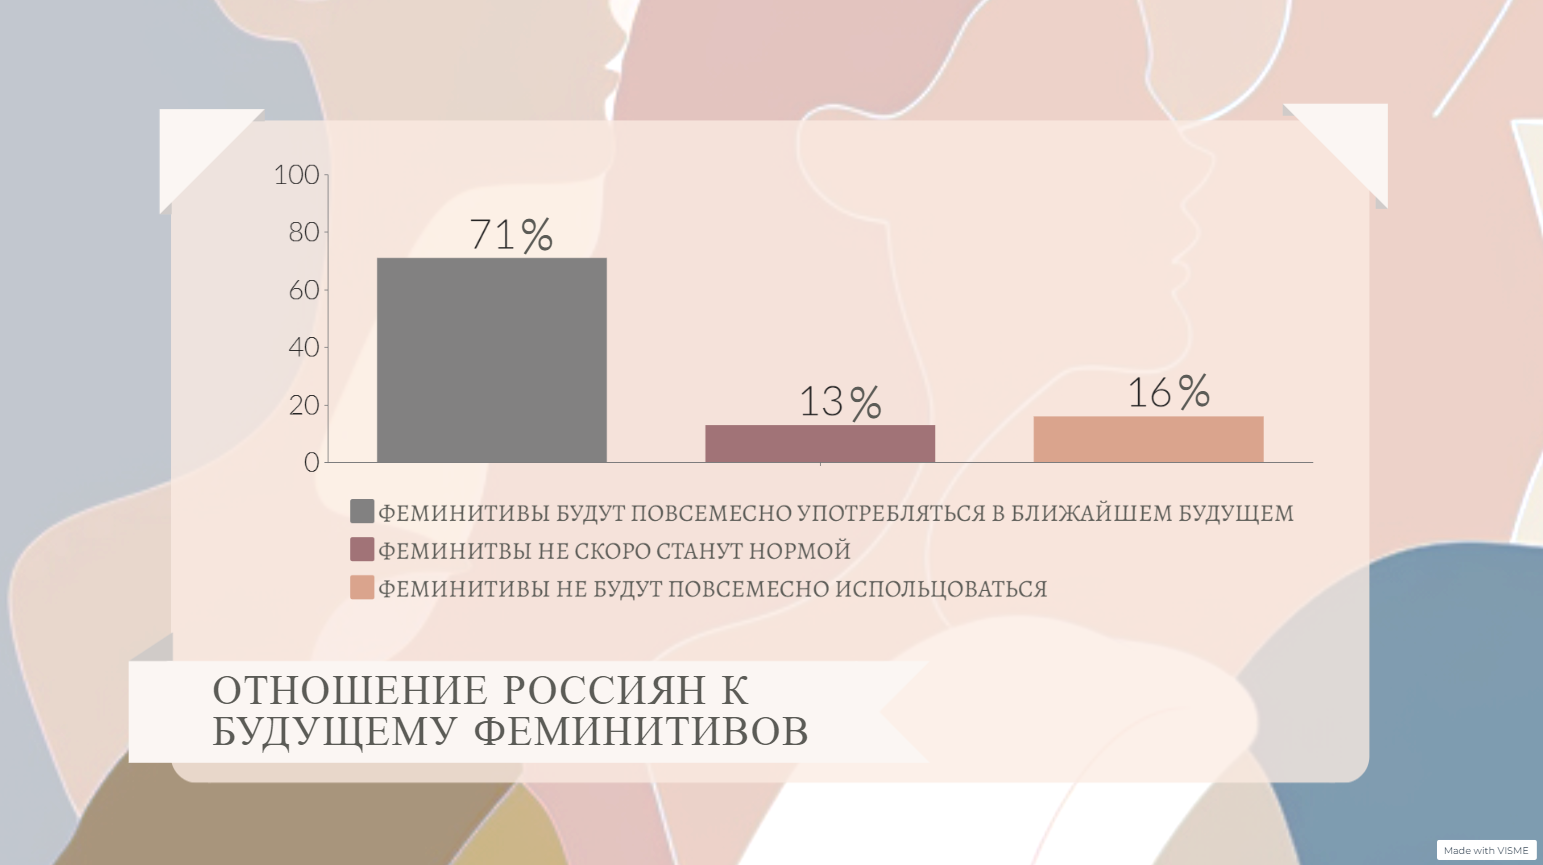 100
80
60
40
20
0
71%
13%
16%
ФЕМИНИТИВЫ БУДУТ ПОВСЕМЕСНО УПОТРЕБЛЯТЬСЯ В БЛИЖАЙШЕМ БУДУЩЕМ
ФЕМИНИТВЫ НЕ СКОРО СТАНУТ НОРМОЙ
ФЕМИНИТИВЫ НЕ БУДУТ ПОВСЕМЕСНО ИСПОЛЬЦОВАТЬСЯ
ОТНОШЕНИЕ РОССИЯН К
БУДУЩЕМУ ФЕМИНИТИВОВ
Made with VISME